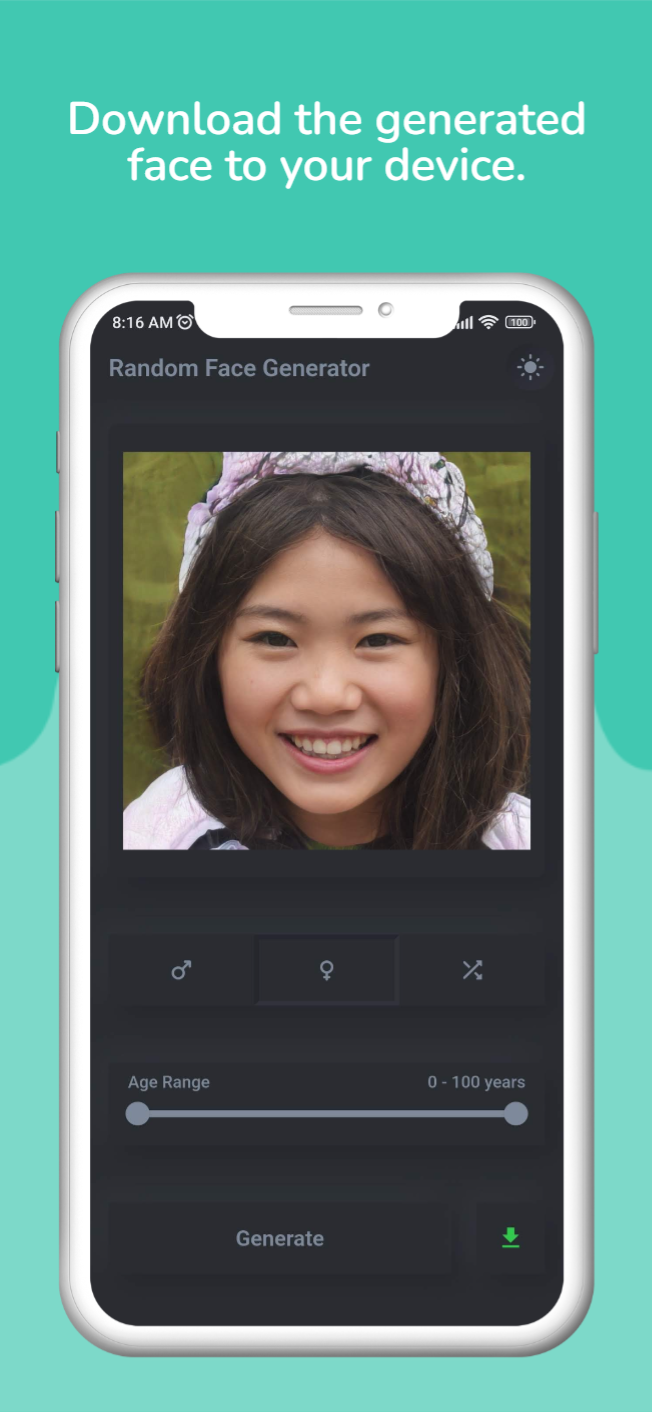 Download the generated
face to your device.
8:16 AM 100
Random Face Generator
Age Range 0 - 100 years
Generate